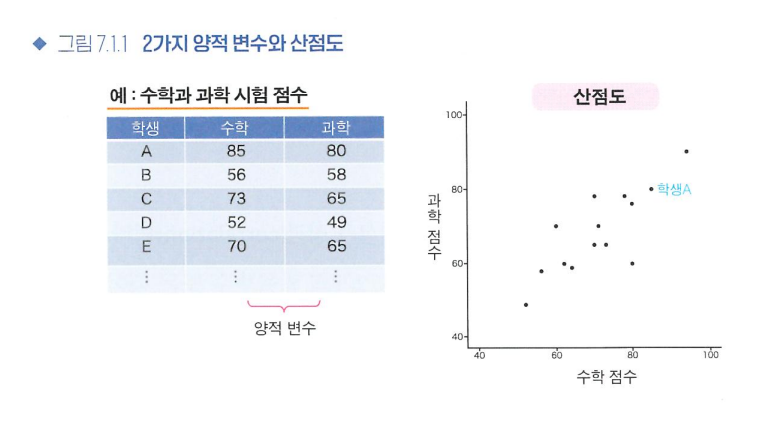 ◆ 그림 7.1.1 2가지 양적 변수와 산점도
예 : 수학과 과학 시험 점수
학생 수학 과학
A 85 80
B 56 58
C 73 65
D 52 49
E 70 65
⋮ ⋮ ⋮
양적 변수
산점도
100
80
60
40
과학 점수
학생A
40 60 80 100
수학 점수